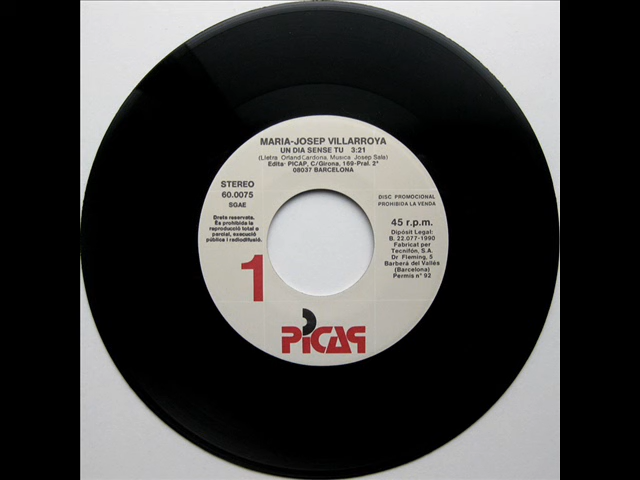 MARIA-JOSEP VILLARROYA
UN DIA SENSE TU 3:21
(Lletra Orland Cardona, Música Josep Sala)
Edita: PICAP, C/Girona, 169-Pral. 2ª
08037 BARCELONA
STEREO
60.0075
SGAE
Drets reservats.
Es prohibida la
reproducció total o
parcial, execució
pública i radiodifusió.
1
DISC PROMOCIONAL
PROHIBIDA LA VENDA
45 r.p.m.
Dipòsit Legal:
B. 22.077-1990
Fabricat per
Tecnifón, S.A.
Dr Fleming, 5
Barberà del Vallès
(Barcelona)
Permís nº 92
PICAP